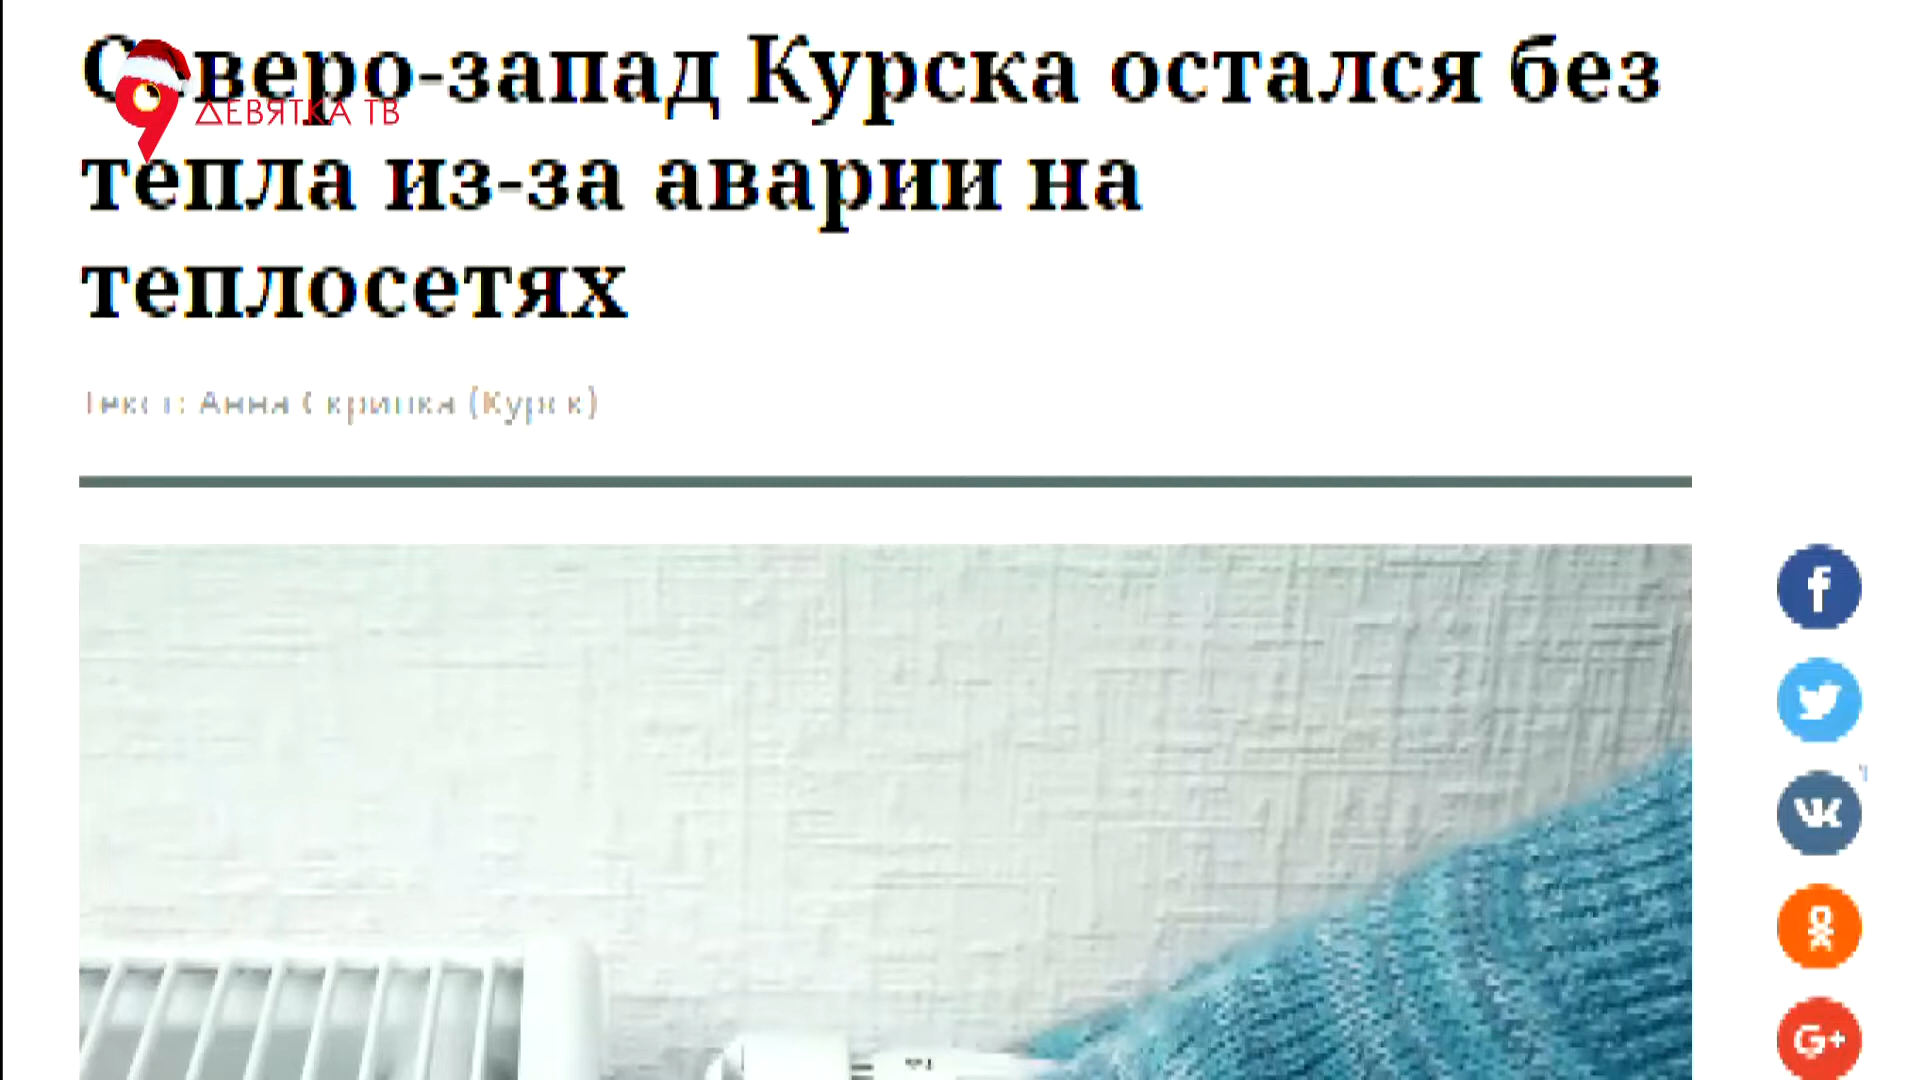 Северо-запад Курска остался без
ДЕВЯТКА ТВ
тепла из-за аварии на
теплосетях
Текст: Анна Скрипка (Курск)
f
G+